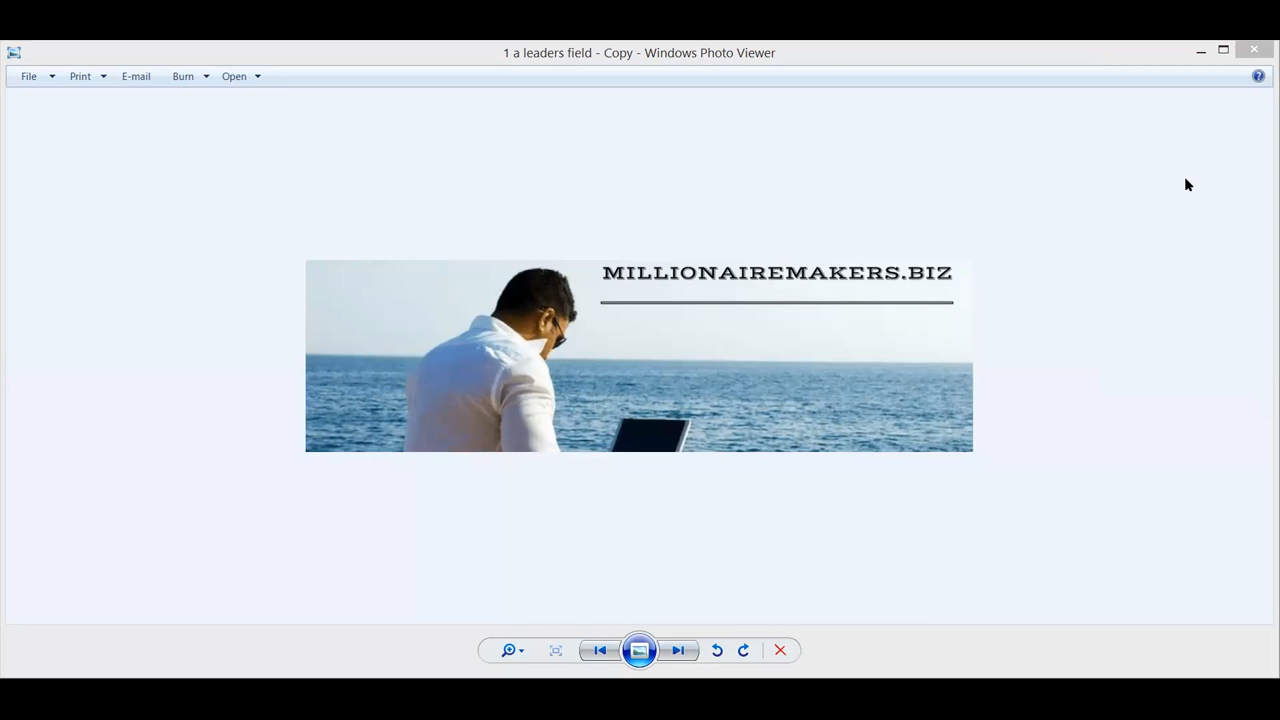 1 a leaders field - Copy - Windows Photo Viewer
File Print E-mail Burn Open
MILLIONAIREMAKERS.BIZ